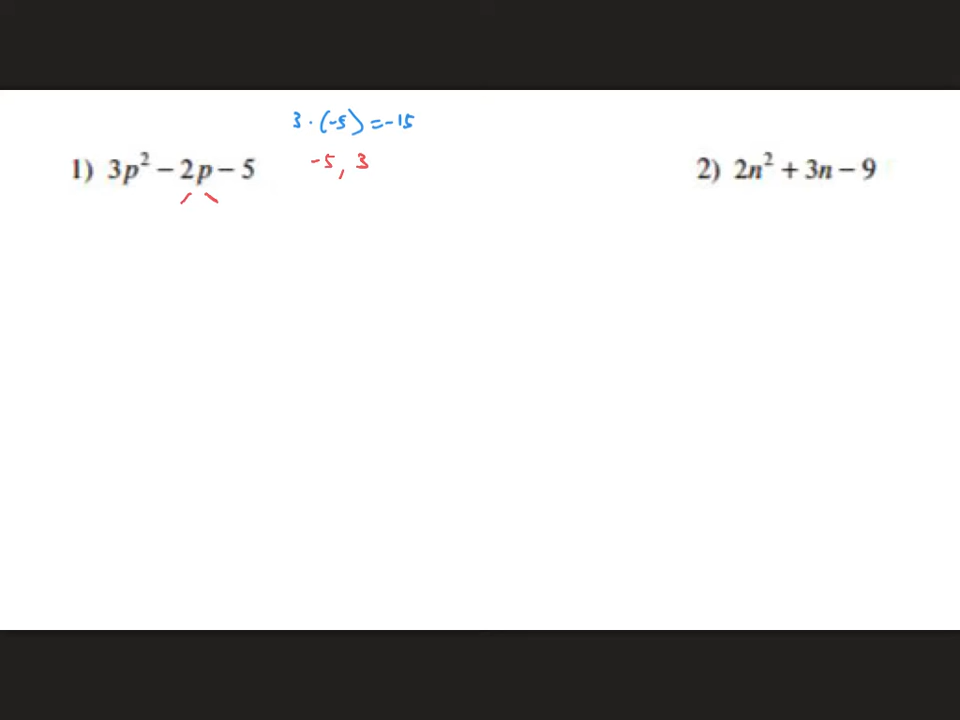 3 · (-5) = -15
1) 3p² − 2p − 5
-5, 3
2) 2n² + 3n − 9